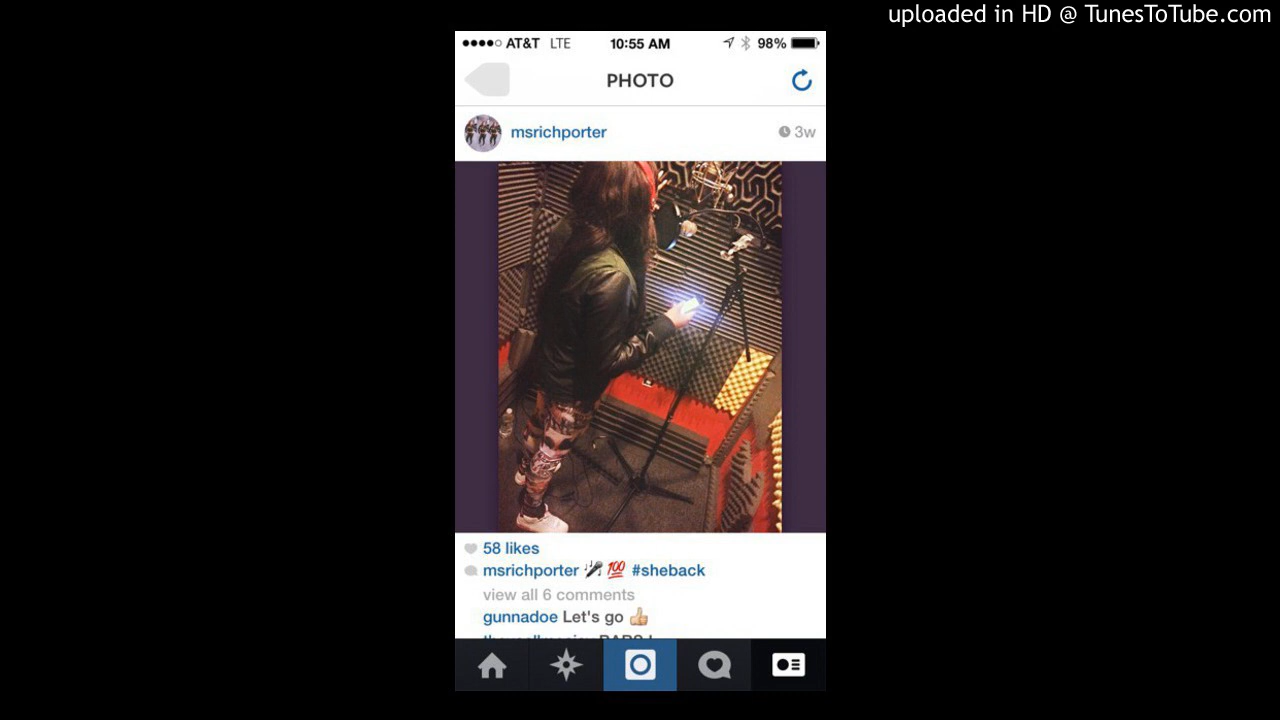 uploaded in HD @ TunesToTube.com
AT&T LTE 10:55 AM 98%
PHOTO
msrichporter 3w
58 likes
msrichporter 🎤💯 #sheback
view all 6 comments
gunnadoe Let's go 👍